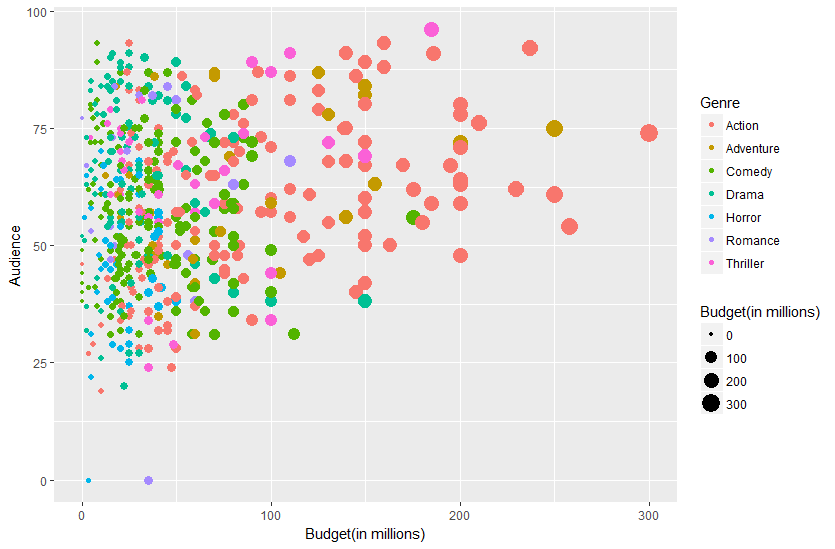 100
75
50
25
0
Audience
0
100
200
300
Budget(in millions)
Genre
Action
Adventure
Comedy
Drama
Horror
Romance
Thriller
Budget(in millions)
0
100
200
300